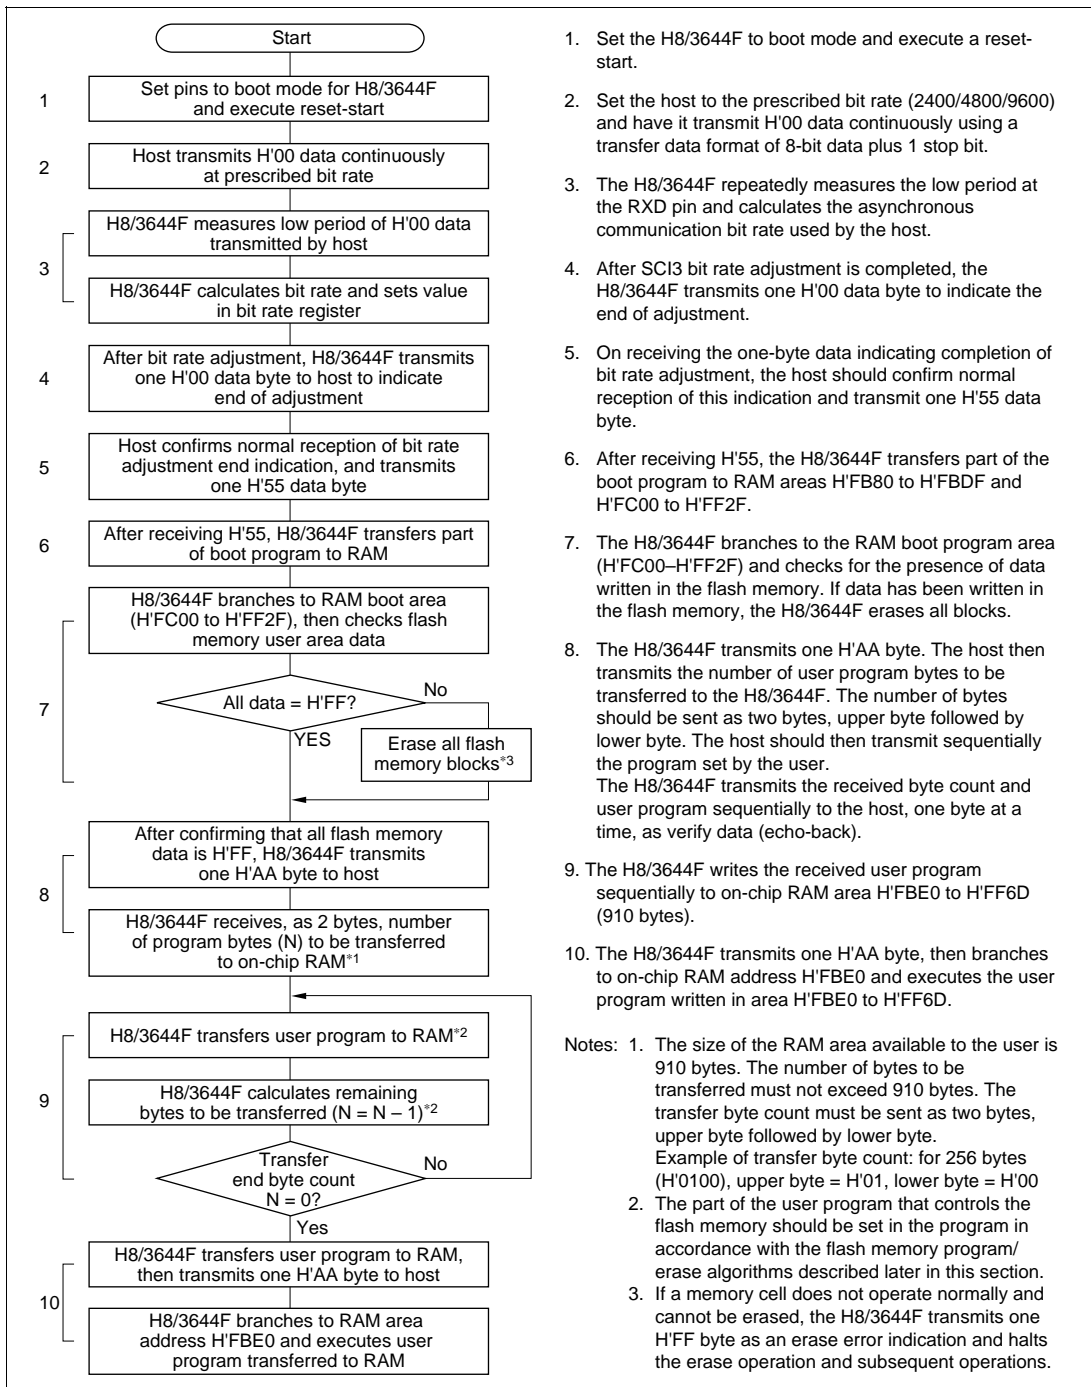 Start
1
Set pins to boot mode for H8/3644F
and execute reset-start
2
Host transmits H'00 data continuously
at prescribed bit rate
3
H8/3644F measures low period of H'00 data
transmitted by host
H8/3644F calculates bit rate and sets value
in bit rate register
4
After bit rate adjustment, H8/3644F transmits
one H'00 data byte to host to indicate
end of adjustment
5
Host confirms normal reception of bit rate
adjustment end indication, and transmits
one H'55 data byte
6
After receiving H'55, H8/3644F transfers part
of boot program to RAM
7
H8/3644F branches to RAM boot area
(H'FC00 to H'FF2F), then checks flash
memory user area data
All data = H'FF?
No
YES
Erase all flash
memory blocks*3
8
After confirming that all flash memory
data is H'FF, H8/3644F transmits
one H'AA byte to host
H8/3644F receives, as 2 bytes, number
of program bytes (N) to be transferred
to on-chip RAM*1
9
H8/3644F transfers user program to RAM*2
H8/3644F calculates remaining
bytes to be transferred (N = N – 1)*2
Transfer
end byte count
N = 0?
No
Yes
10
H8/3644F transfers user program to RAM,
then transmits one H'AA byte to host
H8/3644F branches to RAM area
address H'FBE0 and executes user
program transferred to RAM
1. Set the H8/3644F to boot mode and execute a reset-
start.
2. Set the host to the prescribed bit rate (2400/4800/9600)
and have it transmit H'00 data continuously using a
transfer data format of 8-bit data plus 1 stop bit.
3. The H8/3644F repeatedly measures the low period at
the RXD pin and calculates the asynchronous
communication bit rate used by the host.
4. After SCI3 bit rate adjustment is completed, the
H8/3644F transmits one H'00 data byte to indicate the
end of adjustment.
5. On receiving the one-byte data indicating completion of
bit rate adjustment, the host should confirm normal
reception of this indication and transmit one H'55 data
byte.
6. After receiving H'55, the H8/3644F transfers part of the
boot program to RAM areas H'FB80 to H'FBDF and
H'FC00 to H'FF2F.
7. The H8/3644F branches to the RAM boot program area
(H'FC00–H'FF2F) and checks for the presence of data
written in the flash memory. If data has been written in
the flash memory, the H8/3644F erases all blocks.
8. The H8/3644F transmits one H'AA byte. The host then
transmits the number of user program bytes to be
transferred to the H8/3644F. The number of bytes
should be sent as two bytes, upper byte followed by
lower byte. The host should then transmit sequentially
the program set by the user.
The H8/3644F transmits the received byte count and
user program sequentially to the host, one byte at a
time, as verify data (echo-back).
9. The H8/3644F writes the received user program
sequentially to on-chip RAM area H'FBE0 to H'FF6D
(910 bytes).
10. The H8/3644F transmits one H'AA byte, then branches
to on-chip RAM address H'FBE0 and executes the user
program written in area H'FBE0 to H'FF6D.
Notes: 1. The size of the RAM area available to the user is
910 bytes. The number of bytes to be
transferred must not exceed 910 bytes. The
transfer byte count must be sent as two bytes,
upper byte followed by lower byte.
Example of transfer byte count: for 256 bytes
(H'0100), upper byte = H'01, lower byte = H'00
2. The part of the user program that controls the
flash memory should be set in the program in
accordance with the flash memory program/
erase algorithms described later in this section.
3. If a memory cell does not operate normally and
cannot be erased, the H8/3644F transmits one
H'FF byte as an erase error indication and halts
the erase operation and subsequent operations.